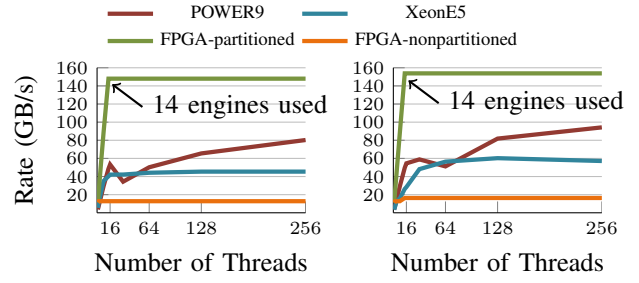 POWER9 XeonE5
FPGA-partitioned FPGA-nonpartitioned
Rate (GB/s)
160
140
120
100
80
60
40
20
14 engines used
16 64 128 256
Number of Threads
160
140
120
100
80
60
40
20
14 engines used
16 64 128 256
Number of Threads